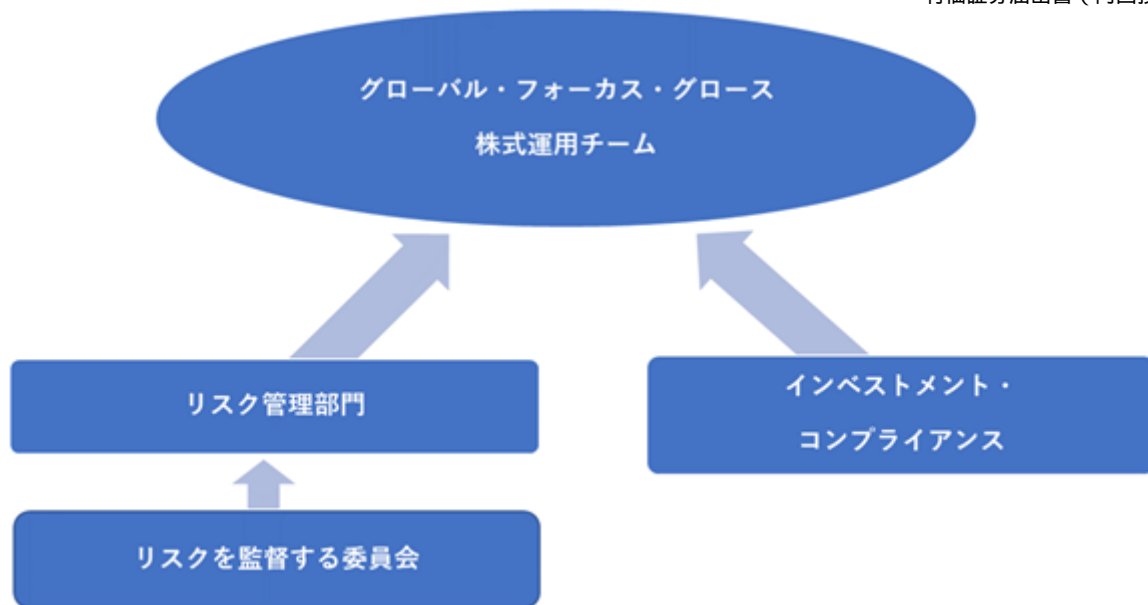 グローバル・フォーカス・グロース
株式運用チーム
リスク管理部門
インベストメント・
コンプライアンス
リスクを監督する委員会